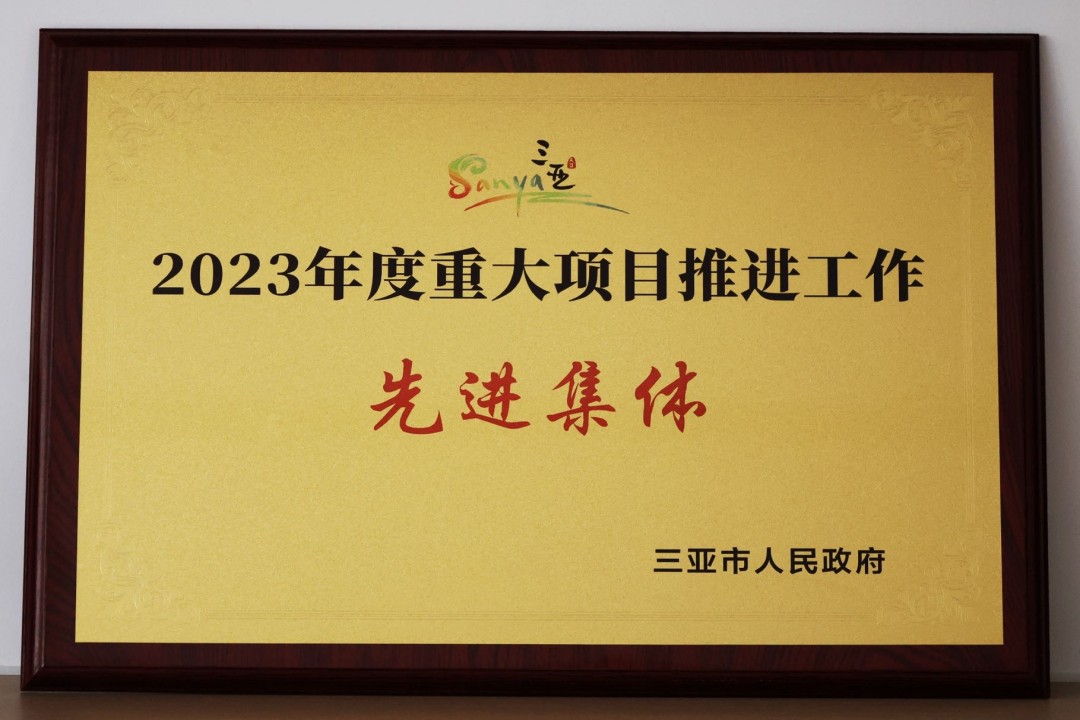 Sanya三亚
2023年度重大项目推进工作
先进集体
三亚市人民政府